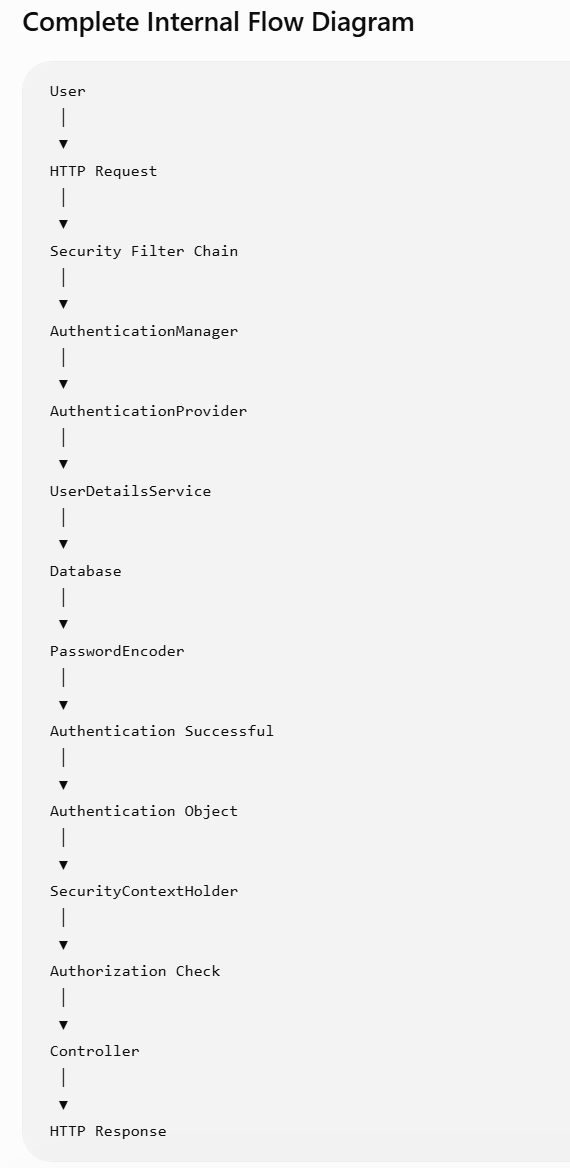 Complete Internal Flow Diagram
User
│
▼
HTTP Request
│
▼
Security Filter Chain
│
▼
AuthenticationManager
│
▼
AuthenticationProvider
│
▼
UserDetailsService
│
▼
Database
│
▼
PasswordEncoder
│
▼
Authentication Successful
│
▼
Authentication Object
│
▼
SecurityContextHolder
│
▼
Authorization Check
│
▼
Controller
│
▼
HTTP Response